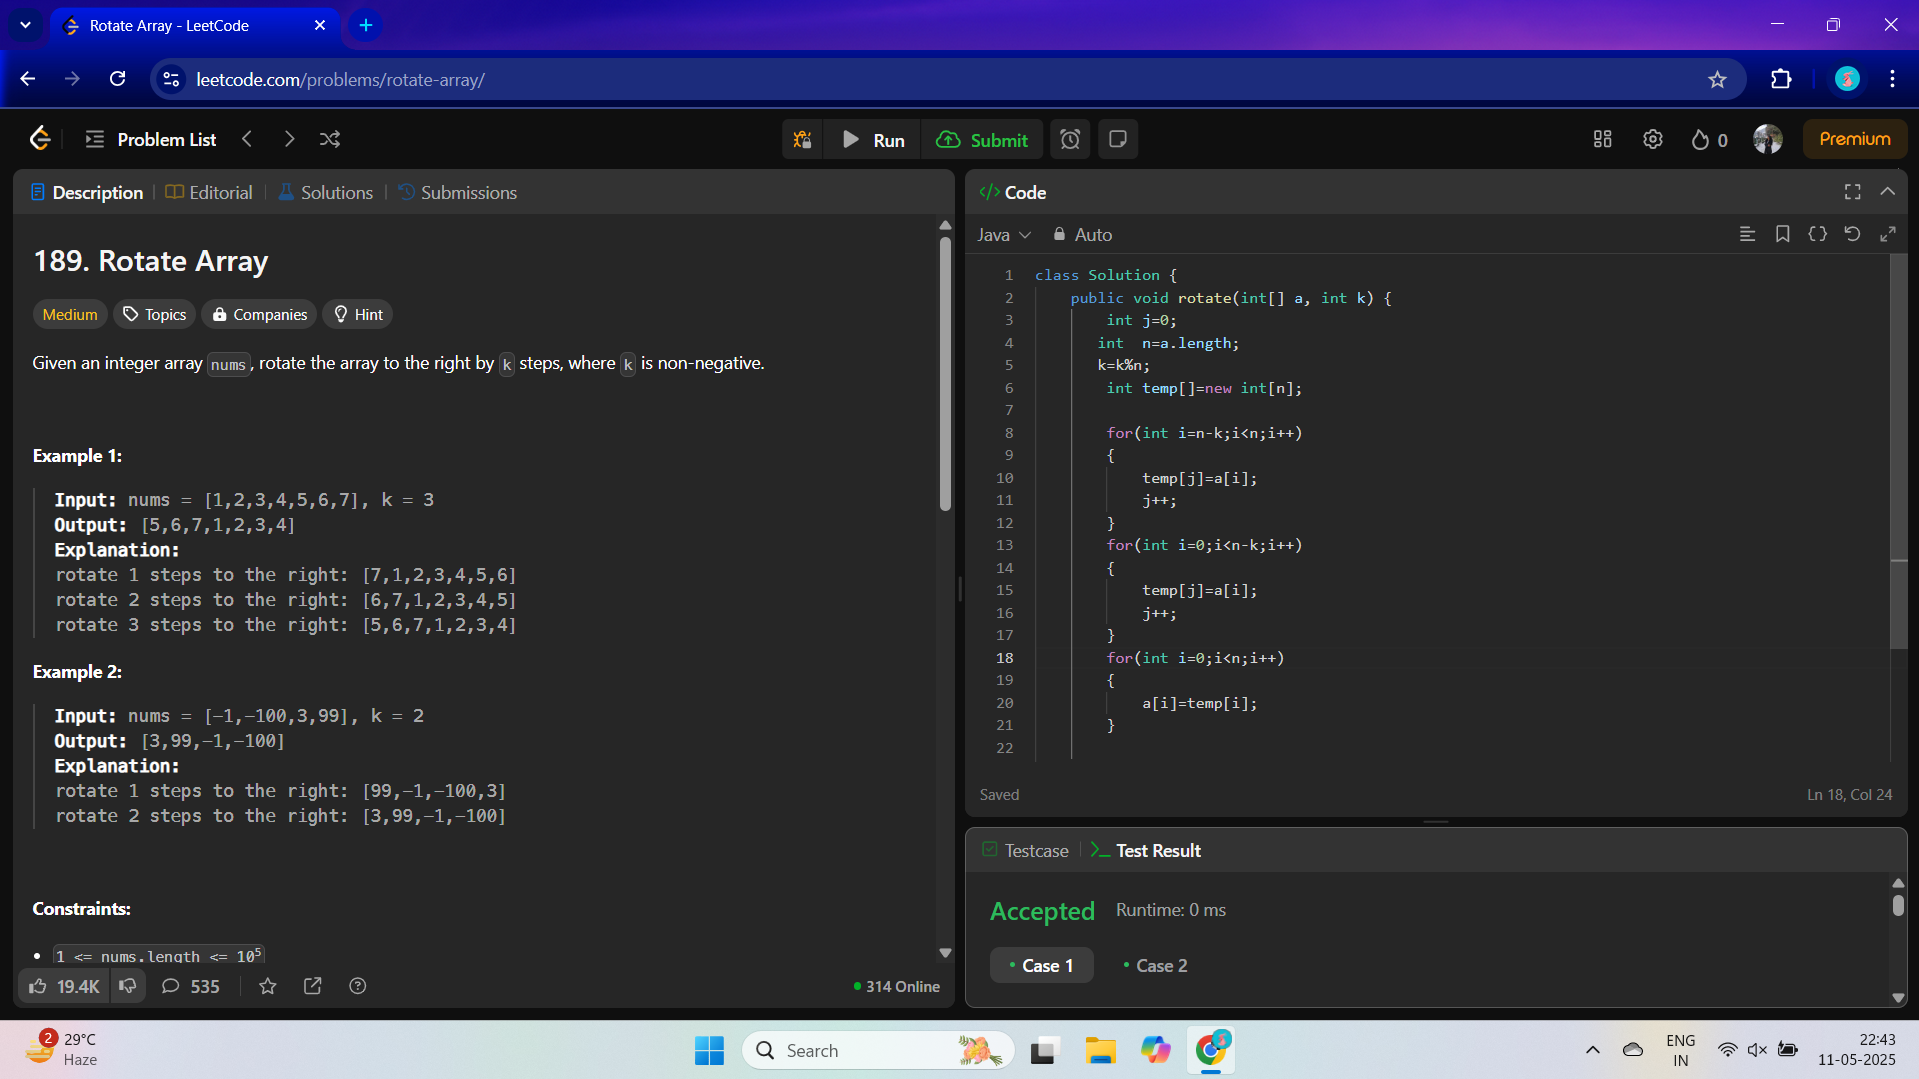 Rotate Array - LeetCode
leetcode.com/problems/rotate-array/
Problem List
Run
Submit
0
Premium
Description
Editorial
Solutions
Submissions
189. Rotate Array
Medium
Topics
Companies
Hint
Given an integer array nums, rotate the array to the right by k steps, where k is non-negative.
Example 1:
Input: nums = [1,2,3,4,5,6,7], k = 3
Output: [5,6,7,1,2,3,4]
Explanation:
rotate 1 steps to the right: [7,1,2,3,4,5,6]
rotate 2 steps to the right: [6,7,1,2,3,4,5]
rotate 3 steps to the right: [5,6,7,1,2,3,4]
Example 2:
Input: nums = [-1,-100,3,99], k = 2
Output: [3,99,-1,-100]
Explanation:
rotate 1 steps to the right: [99,-1,-100,3]
rotate 2 steps to the right: [3,99,-1,-100]
Constraints:
• 1 <= nums.length <= 10⁵
19.4K
535
314 Online
</> Code
Java
Auto
1 class Solution {
2     public void rotate(int[] a, int k) {
3         int j=0;
4        int  n=a.length;
5        k=k%n;
6         int temp[]=new int[n];
7
8         for(int i=n-k;i<n;i++)
9         {
10             temp[j]=a[i];
11             j++;
12         }
13         for(int i=0;i<n-k;i++)
14         {
15             temp[j]=a[i];
16             j++;
17         }
18         for(int i=0;i<n;i++)
19         {
20             a[i]=temp[i];
21         }
22
Saved
Ln 18, Col 24
Testcase
Test Result
Accepted
Runtime: 0 ms
Case 1
Case 2
2
29°C
Haze
Search
ENG
IN
22:43
11-05-2025